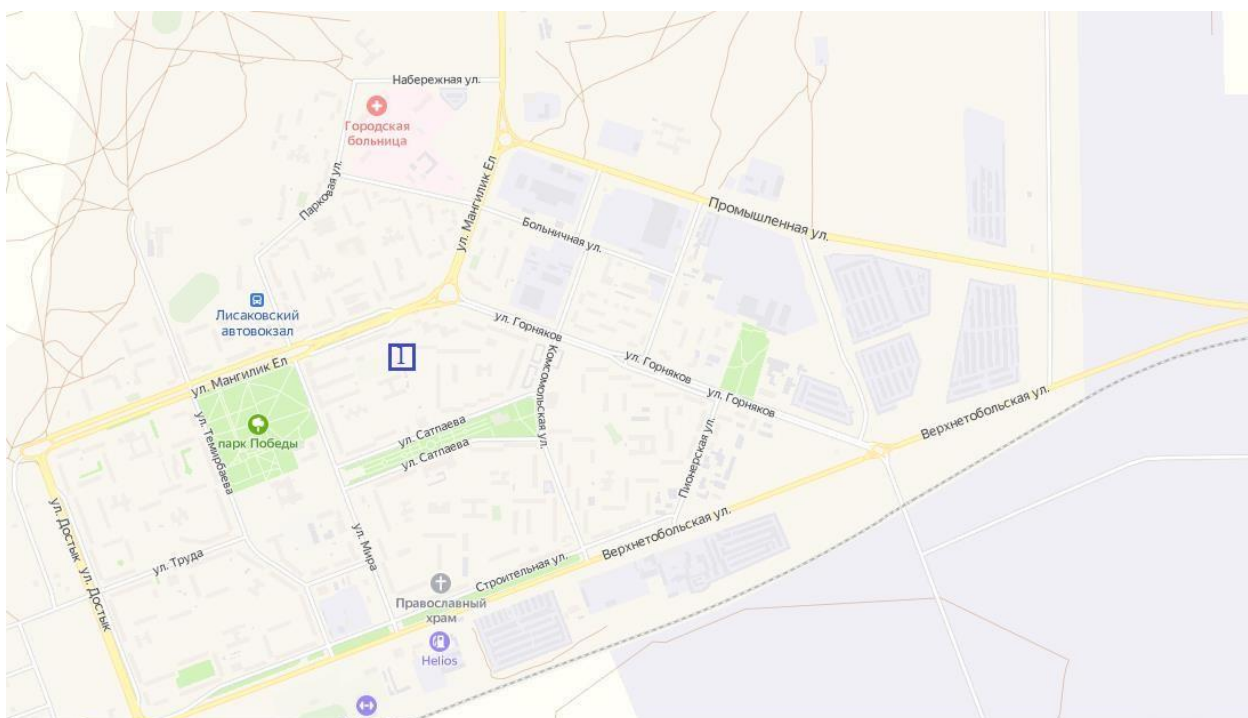 Набережная ул.
Городская
больница
Парковая ул.
ул. Мангилик Ел
Промышленная ул.
Больничная ул.
Лисаковский
автовокзал
ул. Горняков
Комсомольская ул.
1
ул. Горняков
ул. Горняков
ул. Мангилик Ел
Верхнетобольская ул.
парк Победы
ул. Темирбаева
ул. Сатпаева
ул. Сатпаева
Пионерская ул.
ул. Достык
ул. Достык
ул. Мира
ул. Труда
Верхнетобольская ул.
Строительная ул.
Православный
храм
Helios